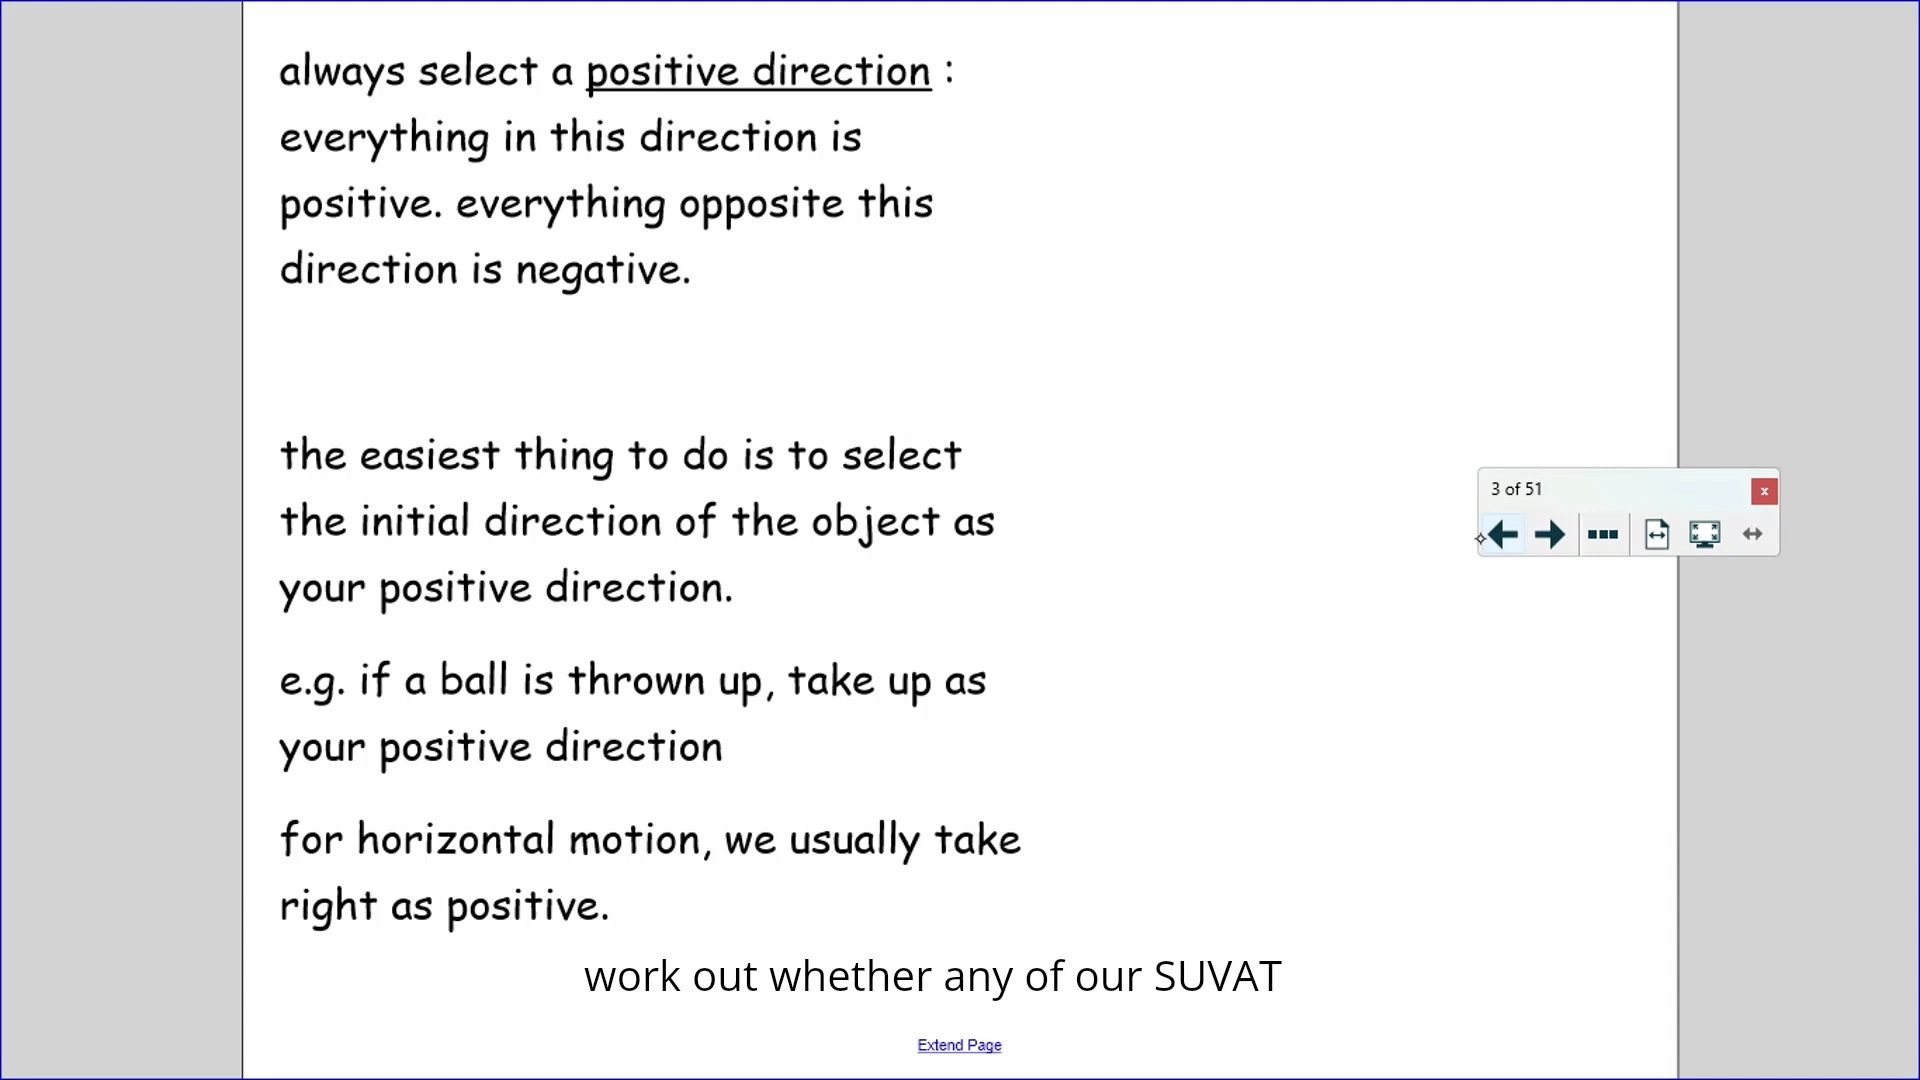 always select a positive direction :
everything in this direction is
positive. everything opposite this
direction is negative.
the easiest thing to do is to select
the initial direction of the object as
your positive direction.
e.g. if a ball is thrown up, take up as
your positive direction
for horizontal motion, we usually take
right as positive.
3 of 51
x
work out whether any of our SUVAT
Extend Page